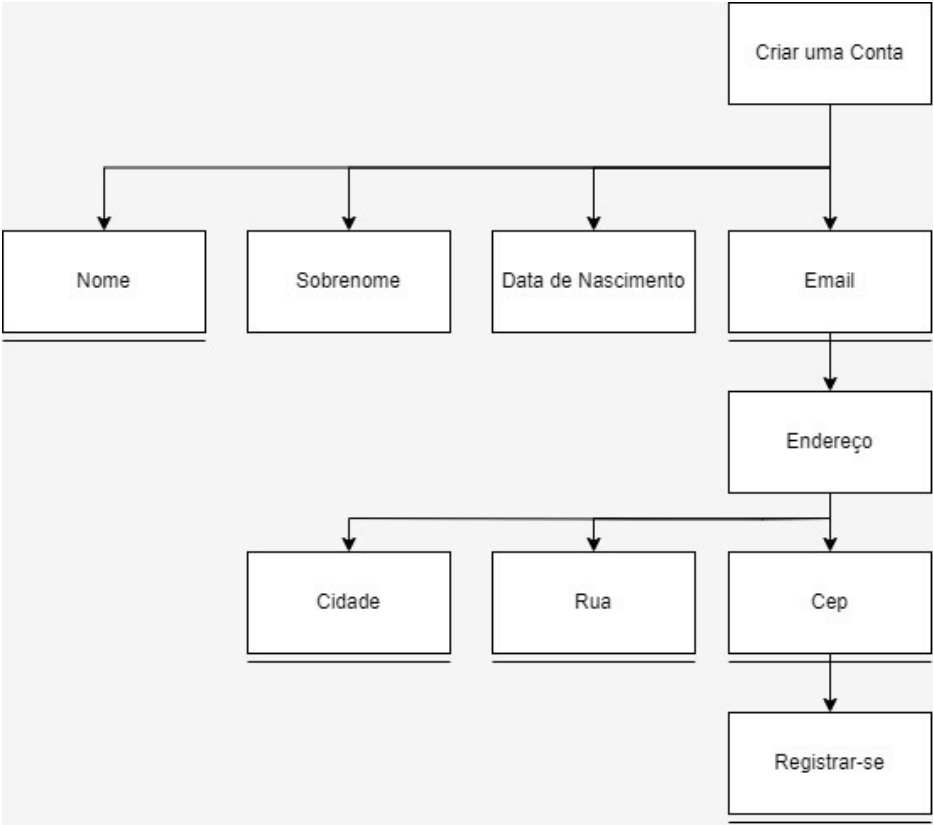 Criar uma Conta
Nome
Sobrenome
Data de Nascimento
Email
Endereço
Cidade
Rua
Cep
Registrar-se